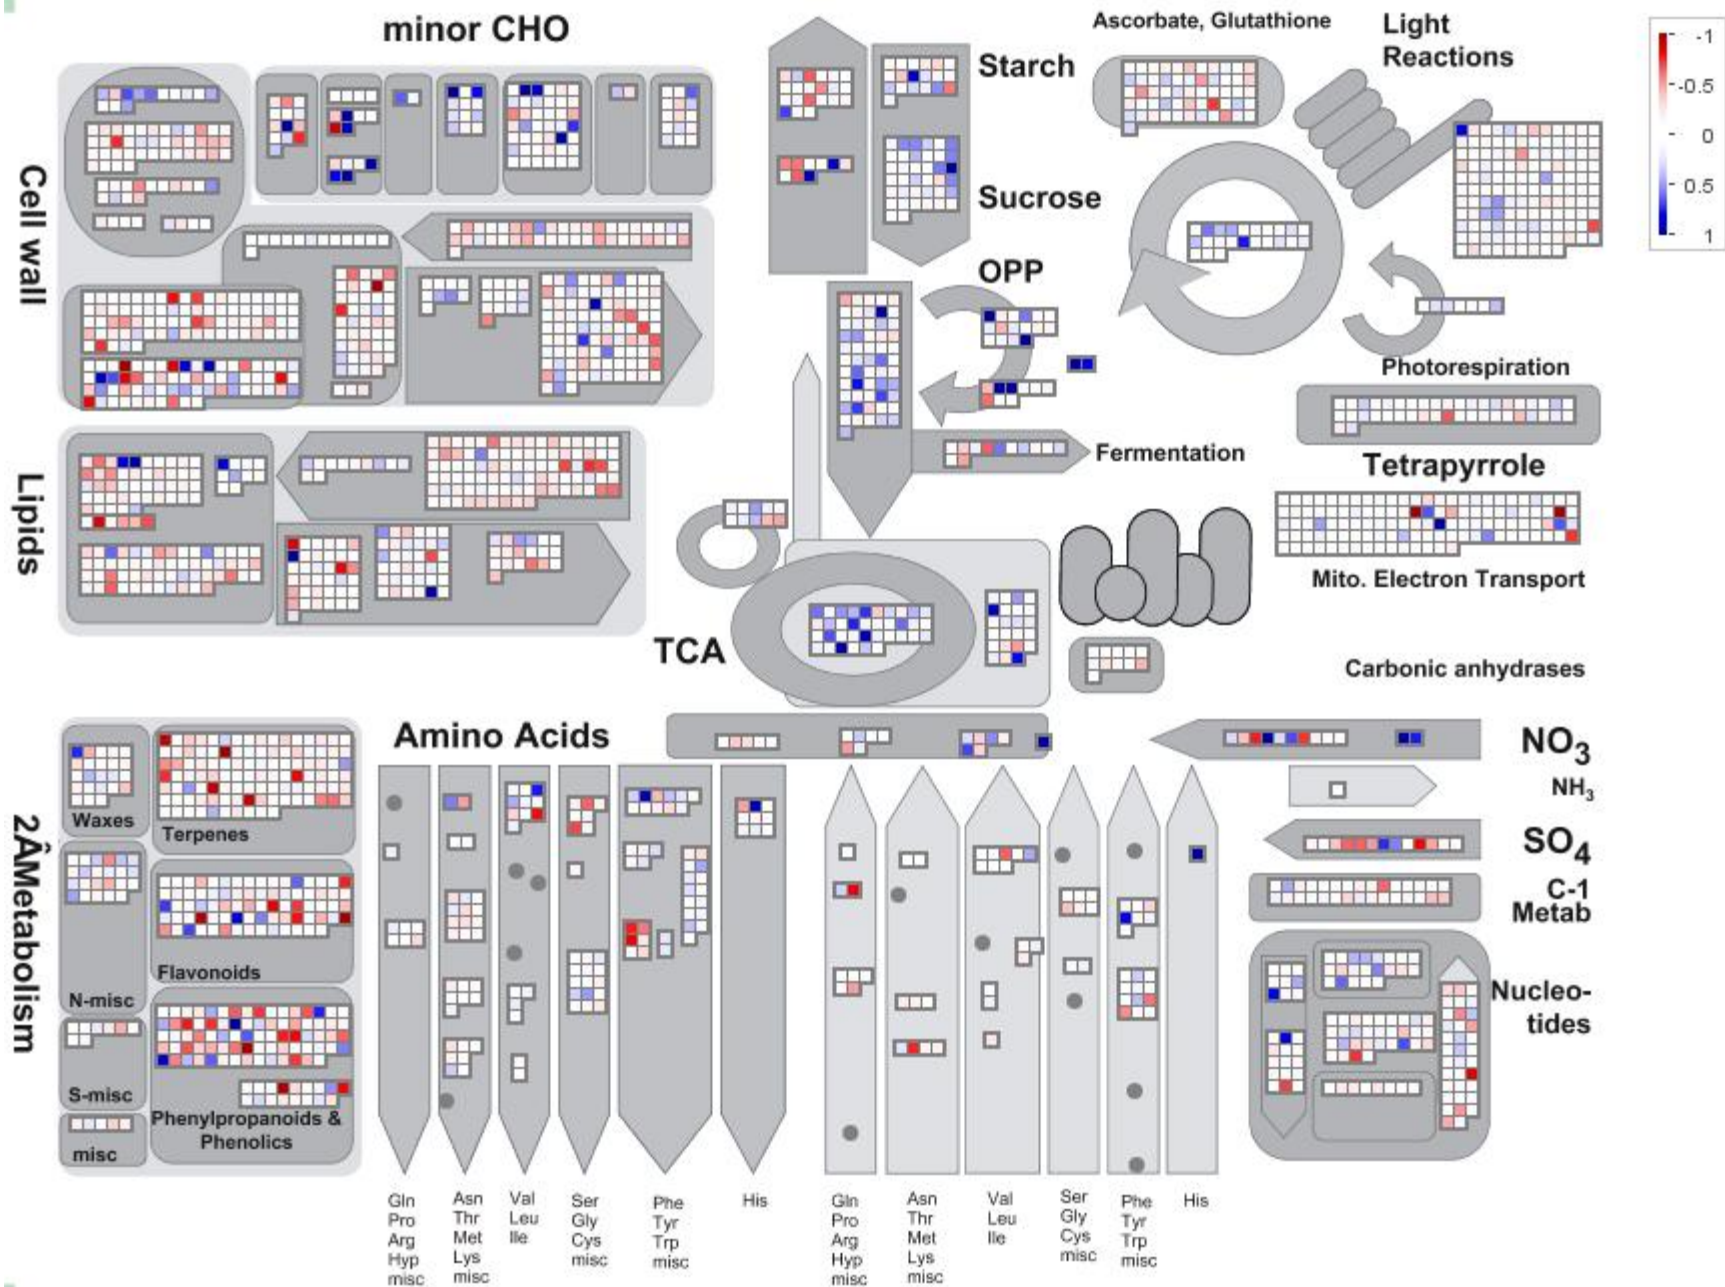 minor CHO
Ascorbate, Glutathione
Light
Reactions
-1
-0.5
0
0.5
1
Starch
Sucrose
Cell wall
OPP
Photorespiration
Fermentation
Tetrapyrrole
Lipids
Mito. Electron Transport
TCA
Carbonic anhydrases
Amino Acids
NO3
NH3
SO4
C-1
Metab
Nucleo-
tides
2ÂMetabolism
Waxes
Terpenes
Flavonoids
N-misc
S-misc
Phenylpropanoids &
Phenolics
misc
Gln
Pro
Arg
Hyp
misc
Asn
Thr
Met
Lys
misc
Val
Leu
Ile
Ser
Gly
Cys
misc
Phe
Tyr
Trp
misc
His
Gln
Pro
Arg
Hyp
misc
Asn
Thr
Met
Lys
misc
Val
Leu
Ile
Ser
Gly
Cys
misc
Phe
Tyr
Trp
misc
His